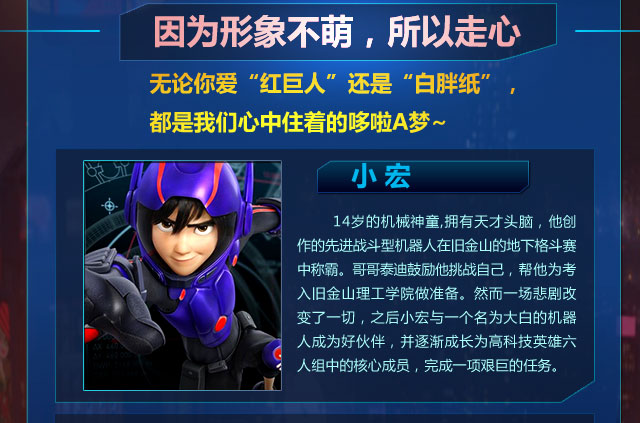 因为形象不萌，所以走心
无论你爱“红巨人”还是“白胖纸”，
都是我们心中住着的哆啦A梦～
小宏
14岁的机械神童,拥有天才头脑，他创
作的先进战斗型机器人在旧金山的地下格斗赛
中称霸。哥哥泰迪鼓励他挑战自己，帮他为考
入旧金山理工学院做准备。然而一场悲剧改
变了一切，之后小宏与一个名为大白的机器
人成为好伙伴，并逐渐成长为高科技英雄六
人组中的核心成员，完成一项艰巨的任务。